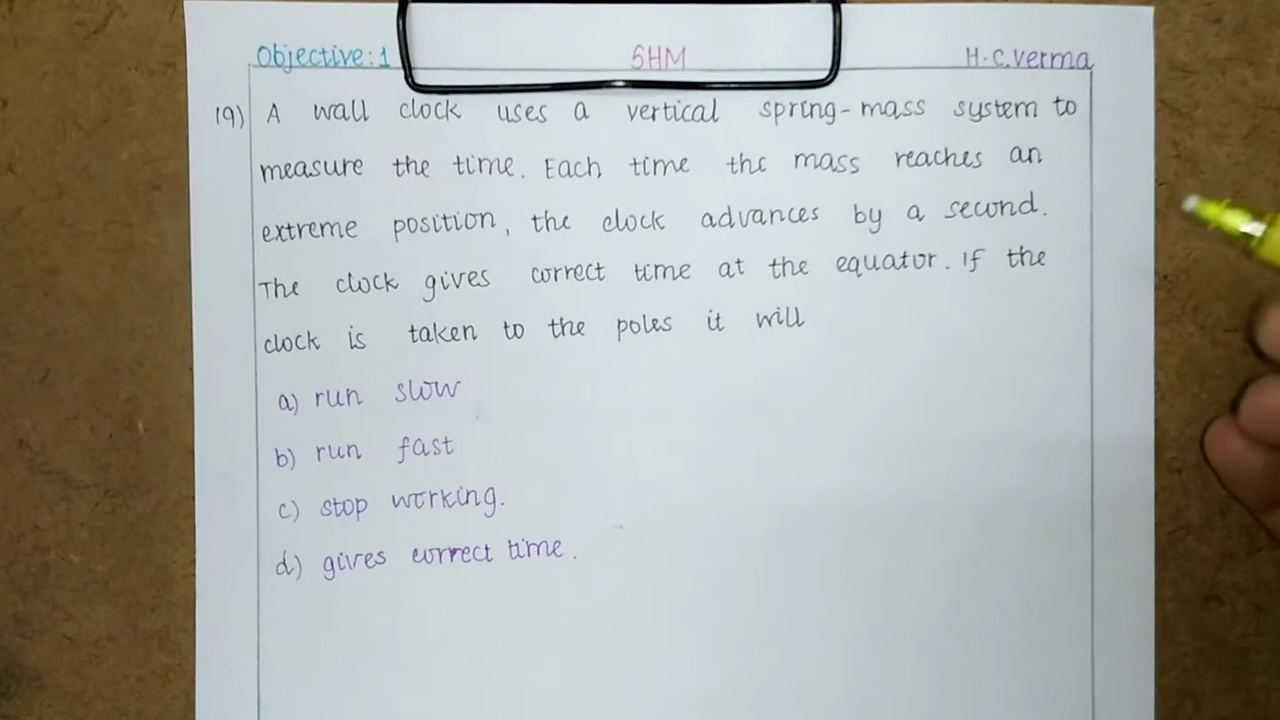 Objective:1 SHM H.C.Verma
19) A wall clock uses a vertical spring-mass system to
measure the time. Each time the mass reaches an
extreme position, the clock advances by a second.
The clock gives correct time at the equator. If the
clock is taken to the poles it will
a) run slow
b) run fast
c) stop working.
d) gives correct time.